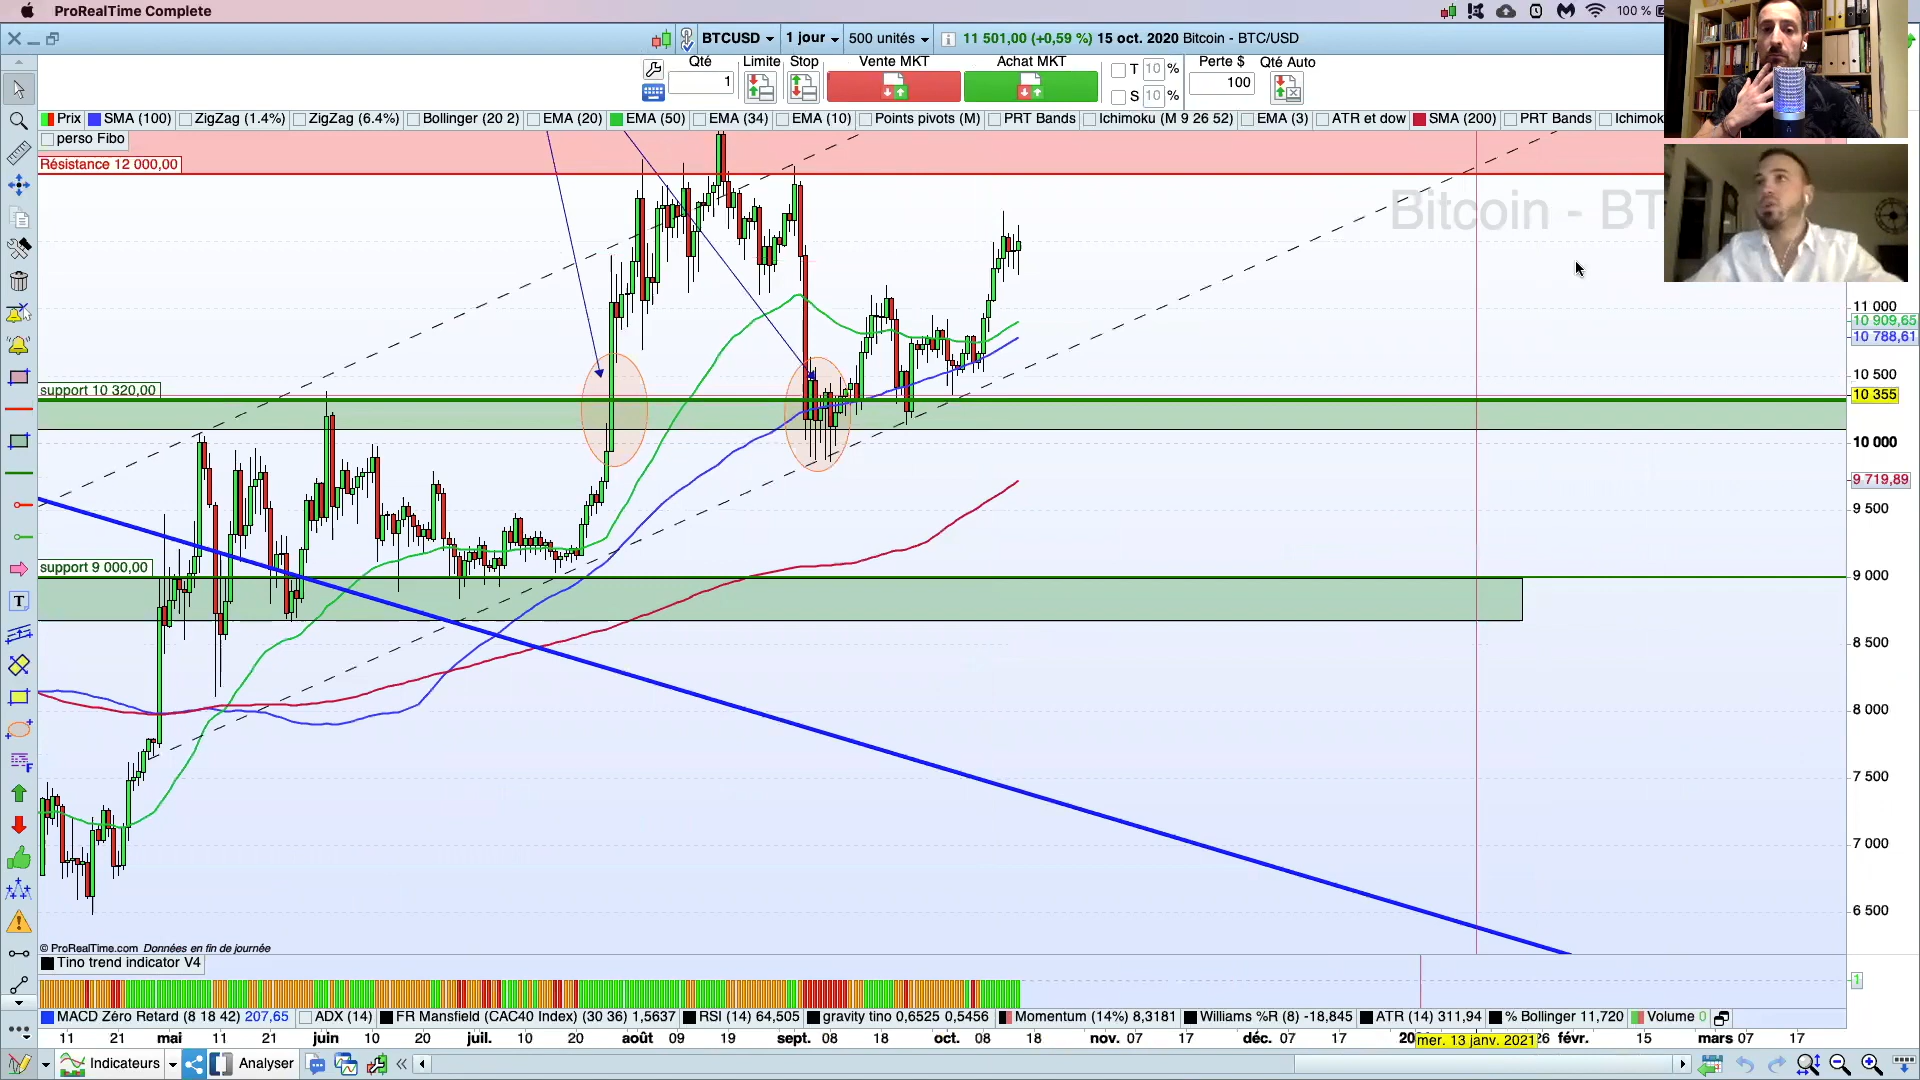 ProRealTime Complete
100 %
BTCUSD 1 jour 500 unités 11 501,00 (+0,59 %) 15 oct. 2020 Bitcoin - BTC/USD
Qté Limite Stop Vente MKT Achat MKT T 10 % Perte $ Qté Auto
1 S 10 % 100
Prix SMA (100) ZigZag (1.4%) ZigZag (6.4%) Bollinger (20 2) EMA (20) EMA (50) EMA (34) EMA (10) Points pivots (M) PRT Bands Ichimoku (M 9 26 52) EMA (3) ATR et dow SMA (200) PRT Bands Ichimok
perso Fibo
Résistance 12 000,00
Bitcoin - BT
11 000
10 909,65
10 788,61
10 500
support 10 320,00
10 355
10 000
9 719,89
9 500
support 9 000,00
9 000
8 500
8 000
7 500
7 000
6 500
© ProRealTime.com Données en fin de journée
Tino trend indicator V4
1
MACD Zéro Retard (8 18 42) 207,65 ADX (14) FR Mansfield (CAC40 Index) (30 36) 1,5637 RSI (14) 64,505 gravity tino 0,6525 0,5456 Momentum (14%) 8,3181 Williams %R (8) -18,845 ATR (14) 311,94 % Bollinger 11,720 Volume 0
11 21 mai 11 21 juin 10 20 juil. 10 20 août 09 19 sept. 08 18 oct. 08 18 nov. 07 17 déc. 07 17 20 mer. 13 janv. 2021 26 févr. 15 mars 07 17
Indicateurs Analyser